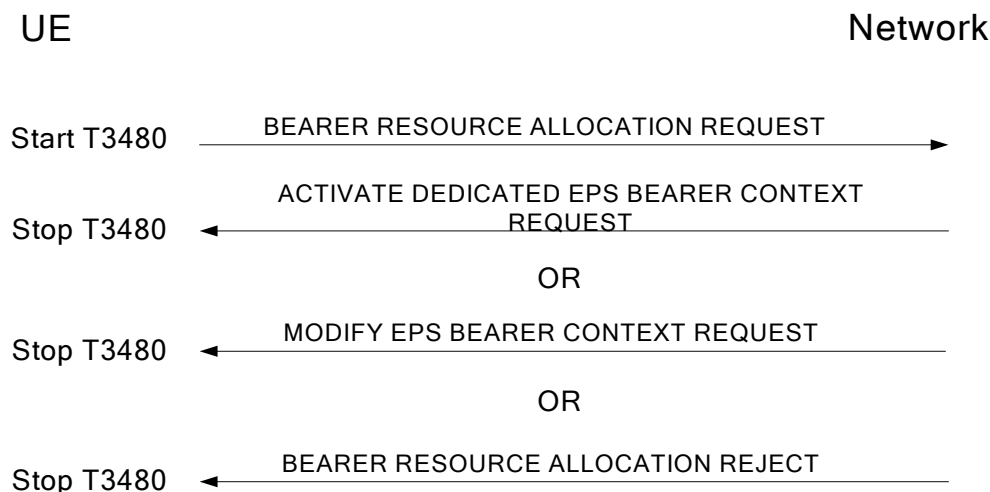 UE Network
Start T3480 BEARER RESOURCE ALLOCATION REQUEST
ACTIVATE DEDICATED EPS BEARER CONTEXT
Stop T3480 REQUEST
OR
Stop T3480 MODIFY EPS BEARER CONTEXT REQUEST
OR
Stop T3480 BEARER RESOURCE ALLOCATION REJECT